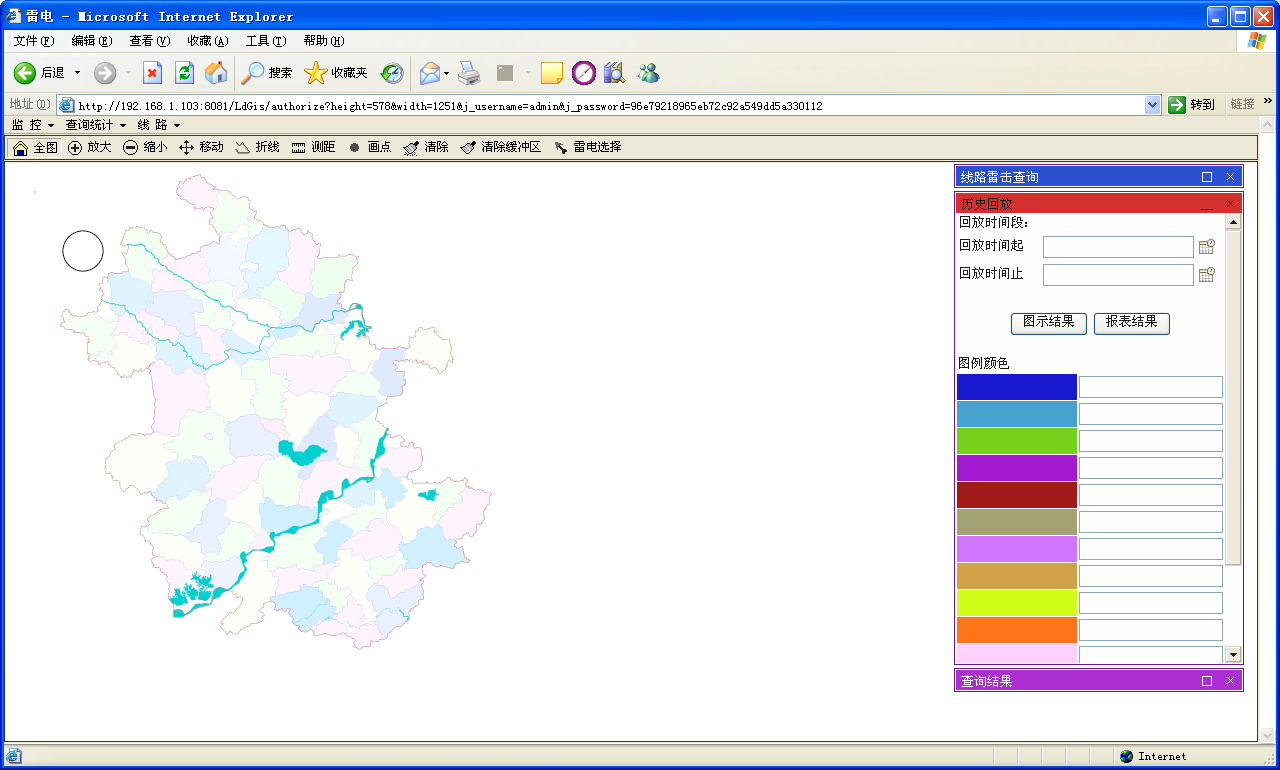 雷电 - Microsoft Internet Explorer
文件(F) 编辑(E) 查看(V) 收藏(A) 工具(T) 帮助(H)
后退 搜索 收藏夹
地址(D) http://192.168.1.103:8081/LdGis/authorize?height=578&width=1251&j_username=admin&j_password=96e79218965eb72c92a549dd5a330112 转到 链接 »
监 控 查询统计 线 路
全图 放大 缩小 移动 折线 测距 画点 清除 清除缓冲区 雷电选择
线路雷击查询
历史回放
回放时间段:
回放时间起
回放时间止
图示结果 报表结果
图例颜色
查询结果
Internet